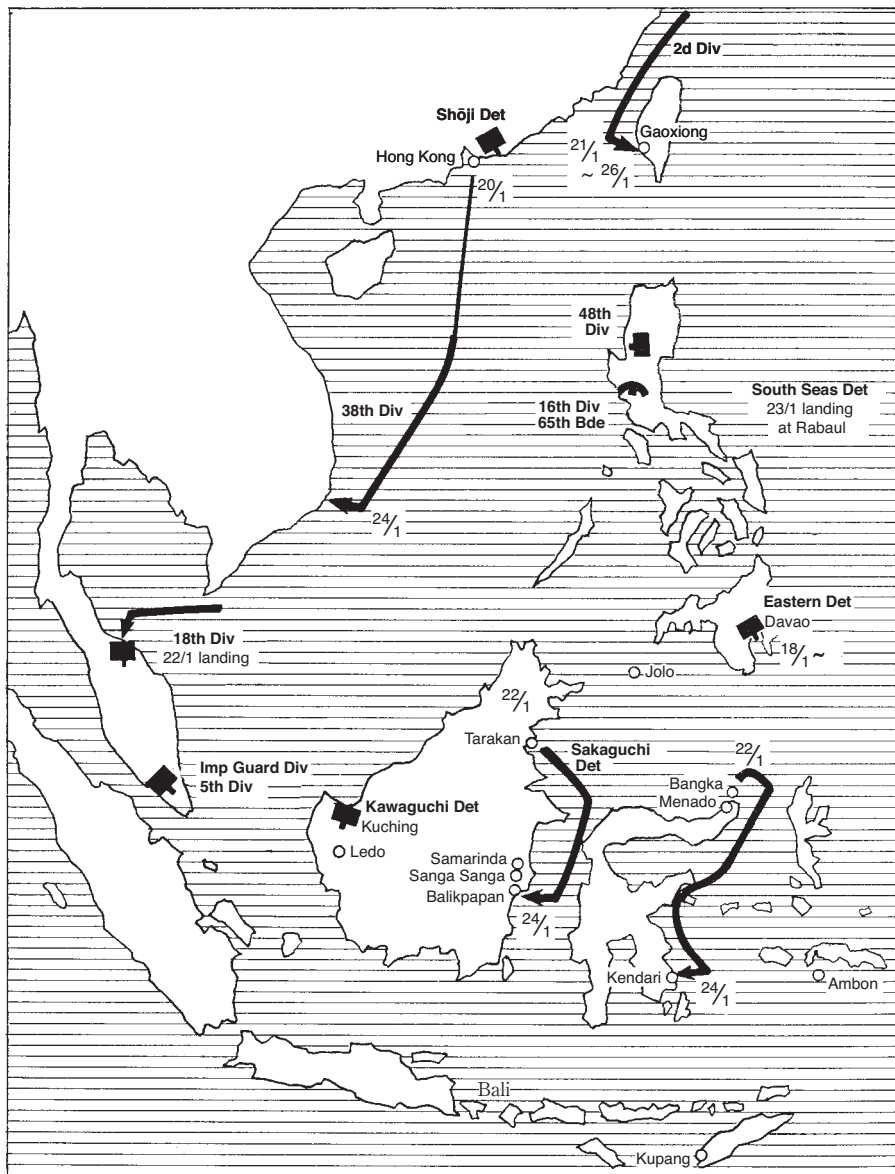 2d Div
Shōji Det
Gaoxiong
Hong Kong
21/1
~ 26/1
20/1
48th
Div
38th Div
16th Div
65th Bde
South Seas Det
23/1 landing
at Rabaul
24/1
Eastern Det
Davao
18th Div
22/1 landing
18/1 ~
Jolo
22/1
Tarakan
Sakaguchi
Det
22/1
Imp Guard Div
5th Div
Bangka
Menado
Kawaguchi Det
Kuching
Ledo
Samarinda
Sanga Sanga
Balikpapan
24/1
Kendari
24/1
Ambon
Bali
Kupang